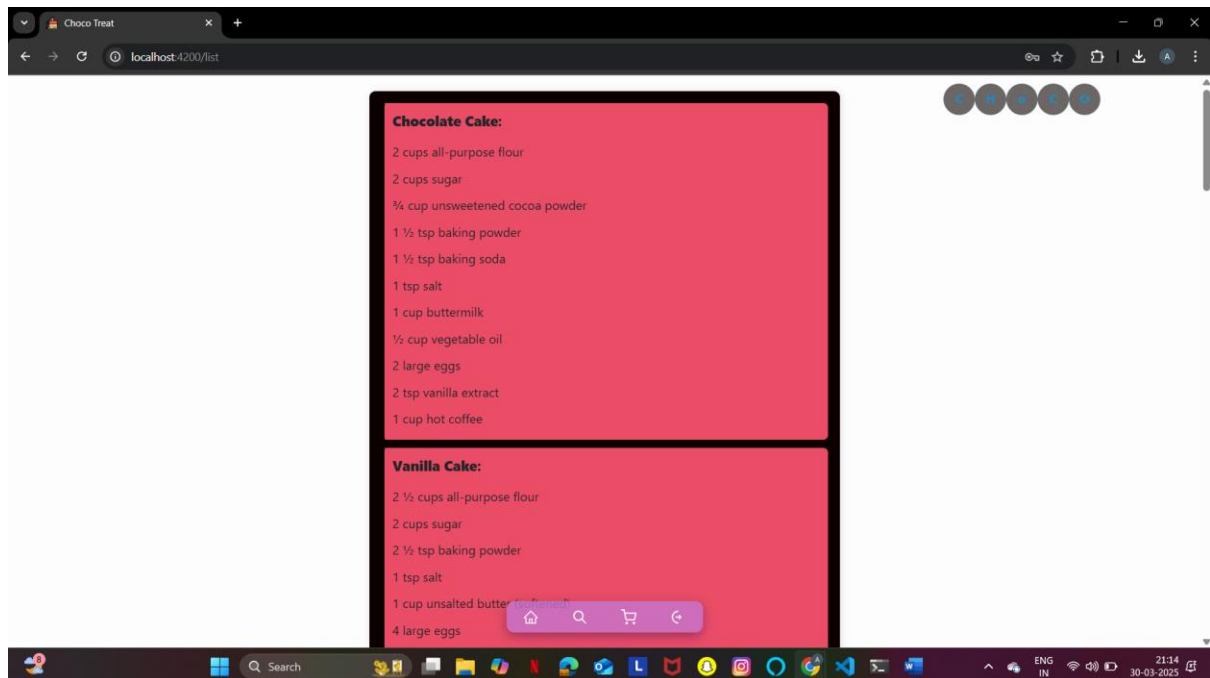 Choco Treat
localhost:4200/list
A
C H O C O
Chocolate Cake:
2 cups all-purpose flour
2 cups sugar
¾ cup unsweetened cocoa powder
1 ½ tsp baking powder
1 ½ tsp baking soda
1 tsp salt
1 cup buttermilk
½ cup vegetable oil
2 large eggs
2 tsp vanilla extract
1 cup hot coffee
Vanilla Cake:
2 ½ cups all-purpose flour
2 cups sugar
2 ½ tsp baking powder
1 tsp salt
1 cup unsalted butter (softened)
4 large eggs
8
Search
ENG
IN
21:14
30-03-2025